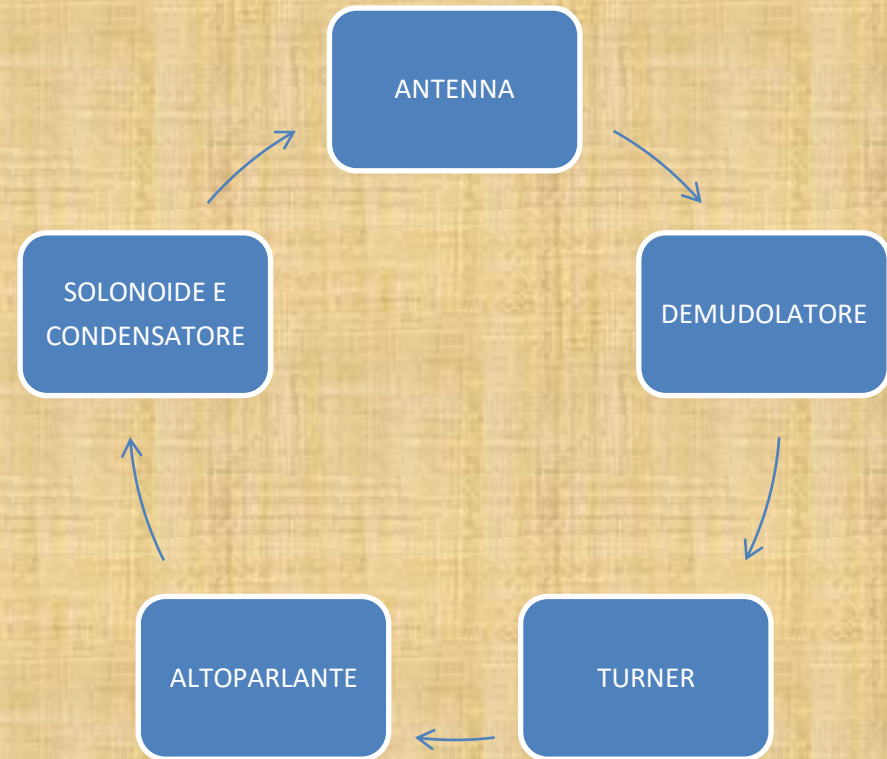 ANTENNA
DEMUDOLATORE
TURNER
ALTOPARLANTE
SOLONOIDE E
CONDENSATORE